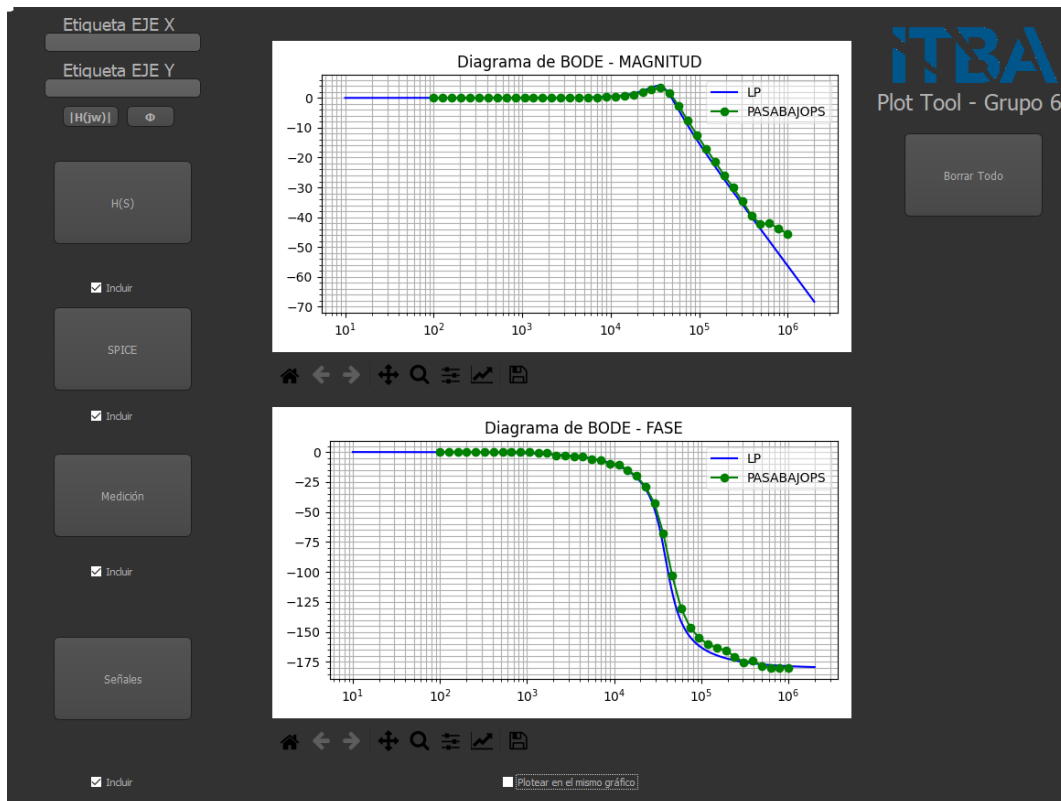 Etiqueta EJE X
Etiqueta EJE Y
|H(jw)| Φ
H(S)
Incluir
SPICE
Incluir
Medición
Incluir
Señales
Incluir
Diagrama de BODE - MAGNITUD
LP
PASABAJOPS
0
−10
−20
−30
−40
−50
−60
−70
10¹ 10² 10³ 10⁴ 10⁵ 10⁶
Diagrama de BODE - FASE
LP
PASABAJOPS
0
−25
−50
−75
−100
−125
−150
−175
10¹ 10² 10³ 10⁴ 10⁵ 10⁶
Plotear en el mismo gráfico
iTBA
Plot Tool - Grupo 6
Borrar Todo